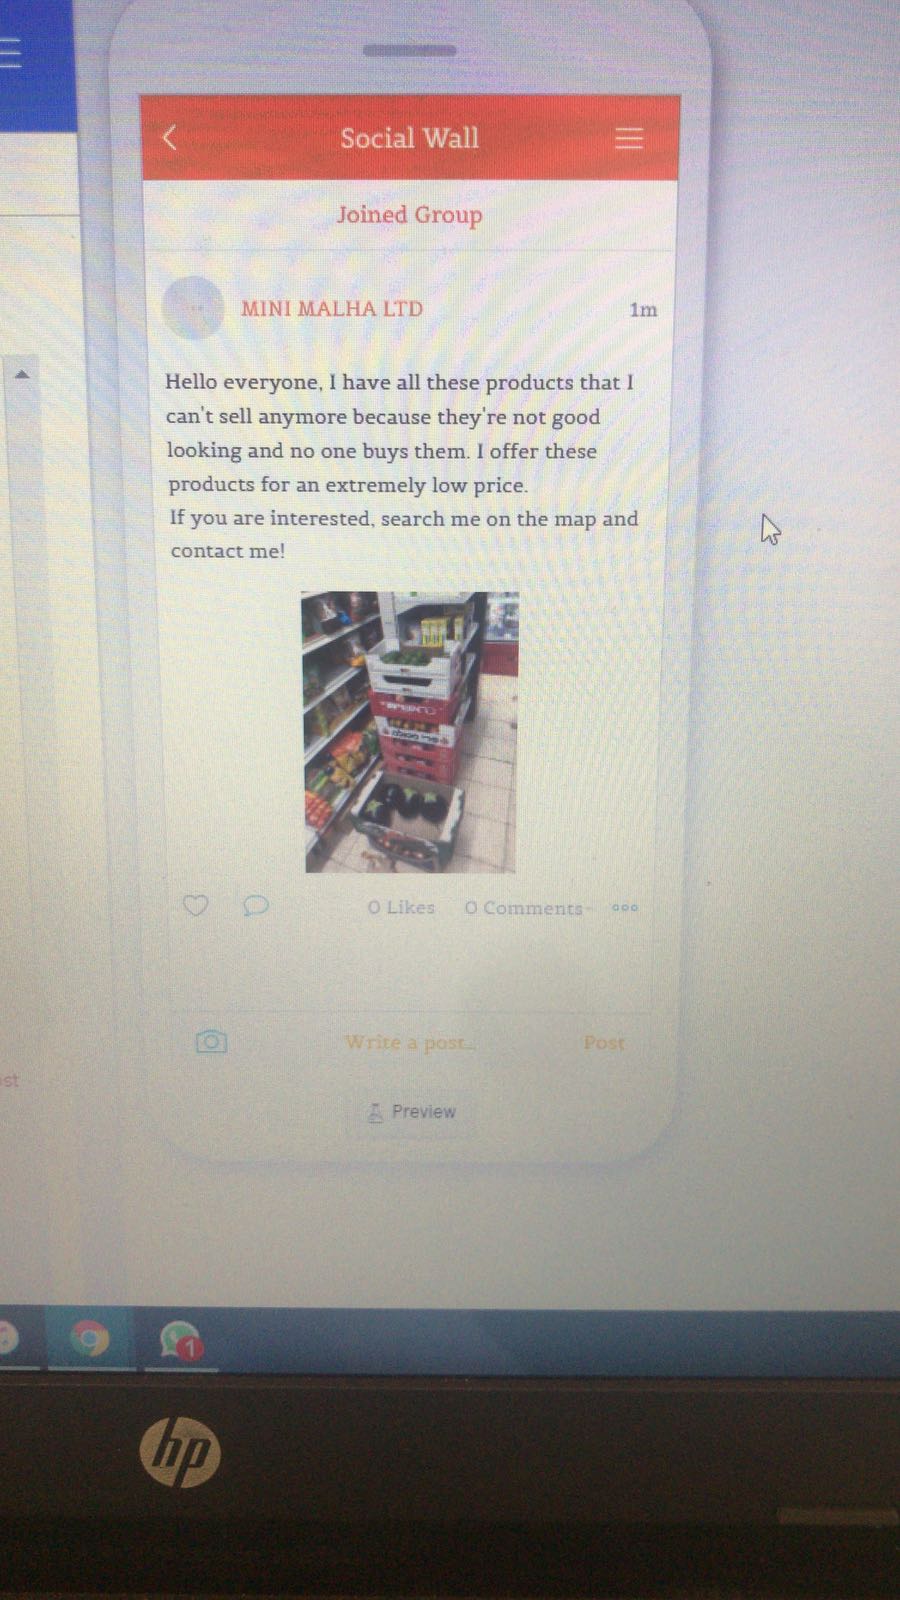 Social Wall
Joined Group
MINI MALHA LTD
1m
Hello everyone, I have all these products that I
can't sell anymore because they're not good
looking and no one buys them. I offer these
products for an extremely low price.
If you are interested, search me on the map and
contact me!
0 Likes
0 Comments
Write a post...
Post
Preview
1
hp